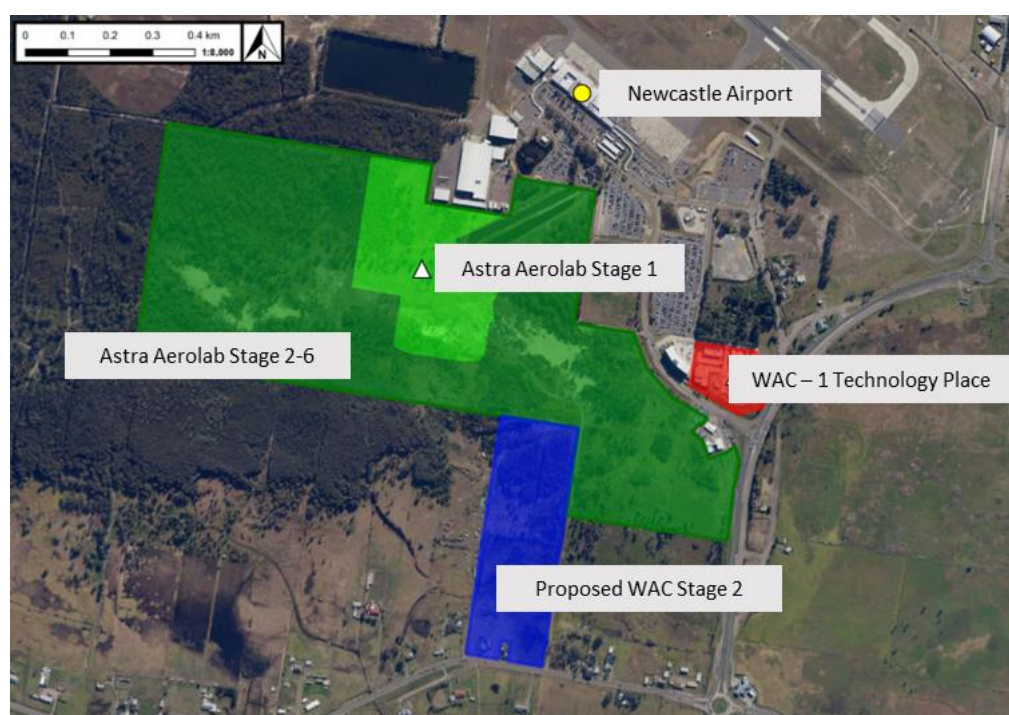 0 0.1 0.2 0.3 0.4 km
1:8,000
N
Newcastle Airport
Astra Aerolab Stage 1
Astra Aerolab Stage 2-6
WAC – 1 Technology Place
Proposed WAC Stage 2